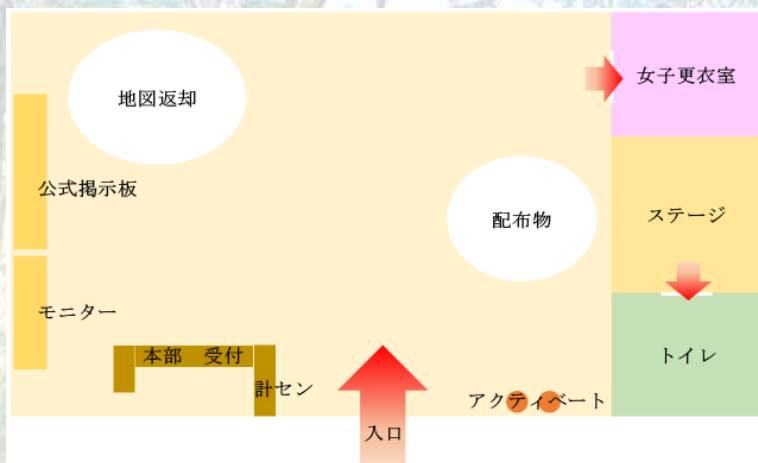 女子更衣室
地図返却
公式掲示板
配布物
ステージ
モニター
本部　受付
トイレ
計セン
アクティベート
入口